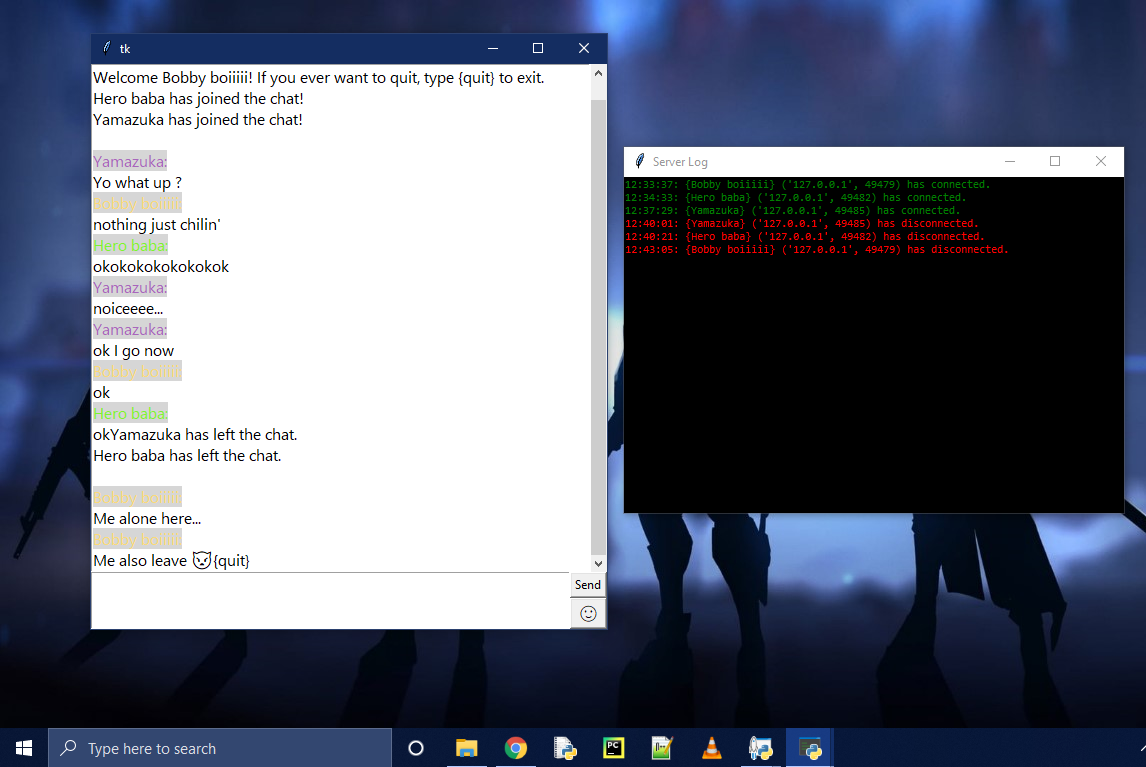 tk
Welcome Bobby boiiiii! If you ever want to quit, type {quit} to exit.
Hero baba has joined the chat!
Yamazuka has joined the chat!
Yamazuka:
Yo what up ?
Bobby boiiiii:
nothing just chilin'
Hero baba:
okokokokokokokok
Yamazuka:
noiceeee...
Yamazuka:
ok I go now
Bobby boiiiii:
ok
Hero baba:
okYamazuka has left the chat.
Hero baba has left the chat.
Bobby boiiiii:
Me alone here...
Bobby boiiiii:
Me also leave 😈{quit}
Send
Server Log
12:33:37: {Bobby boiiiii} ('127.0.0.1', 49479) has connected.
12:34:33: {Hero baba} ('127.0.0.1', 49482) has connected.
12:37:29: {Yamazuka} ('127.0.0.1', 49485) has connected.
12:40:01: {Yamazuka} ('127.0.0.1', 49485) has disconnected.
12:40:21: {Hero baba} ('127.0.0.1', 49482) has disconnected.
12:43:05: {Bobby boiiiii} ('127.0.0.1', 49479) has disconnected.
Type here to search
PC